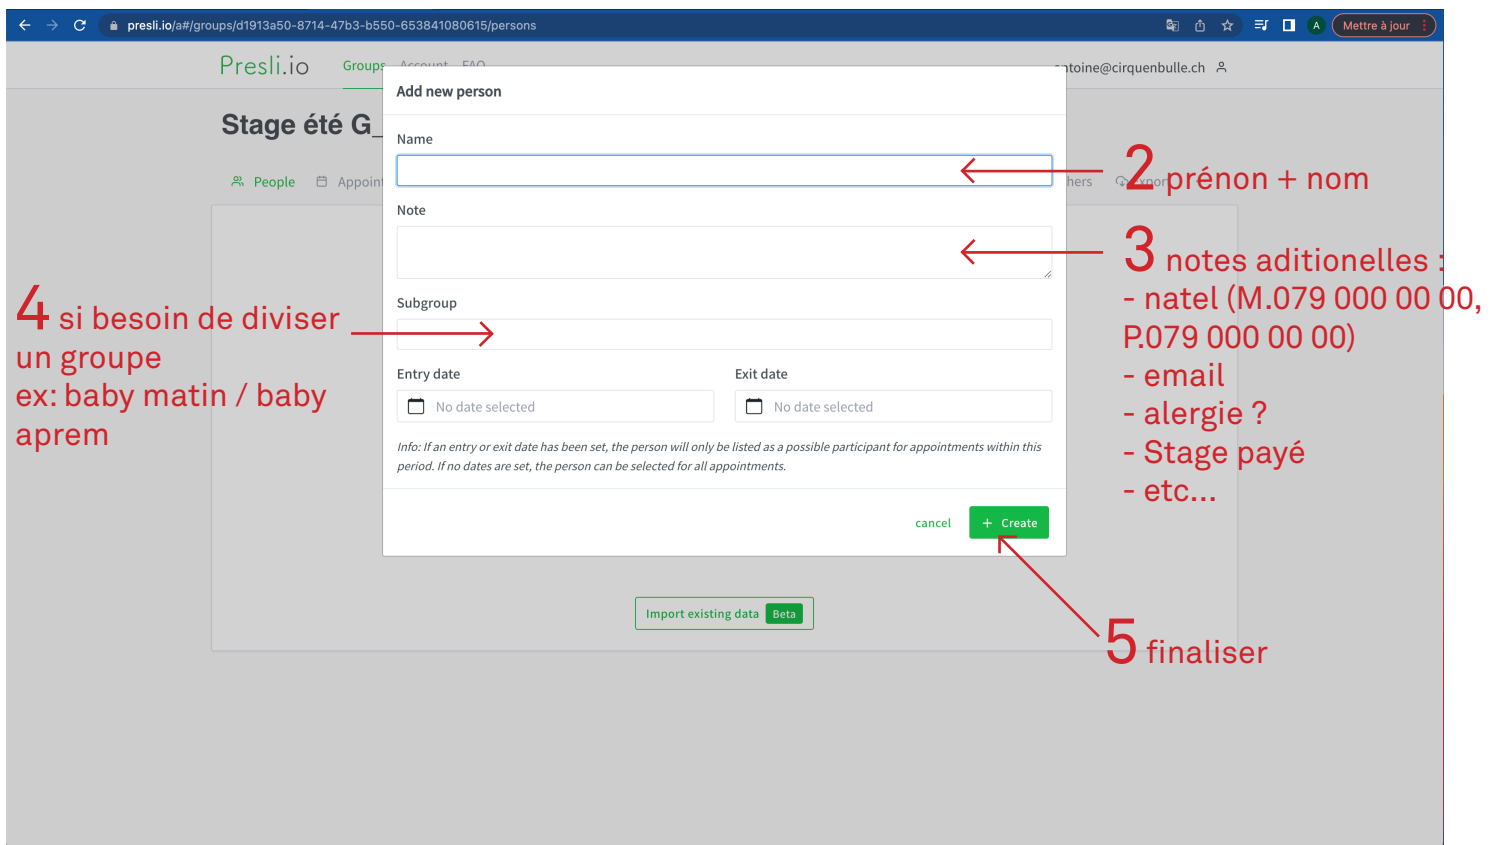 presli.io/a#/groups/d1913a50-8714-47b3-b550-653841080615/persons
A
Mettre à jour
Presli.io Groups Account FAQ
antoine@cirquenbulle.ch
Stage été G_
People Appoint
hers Export
Add new person
Name
2 prénon + nom
Note
3 notes aditionelles :
- natel (M.079 000 00 00,
P.079 000 00 00)
- email
- alergie ?
- Stage payé
- etc...
Subgroup
4 si besoin de diviser
un groupe
ex: baby matin / baby
aprem
Entry date Exit date
No date selected No date selected
Info: If an entry or exit date has been set, the person will only be listed as a possible participant for appointments within this
period. If no dates are set, the person can be selected for all appointments.
cancel + Create
Import existing data Beta
5 finaliser